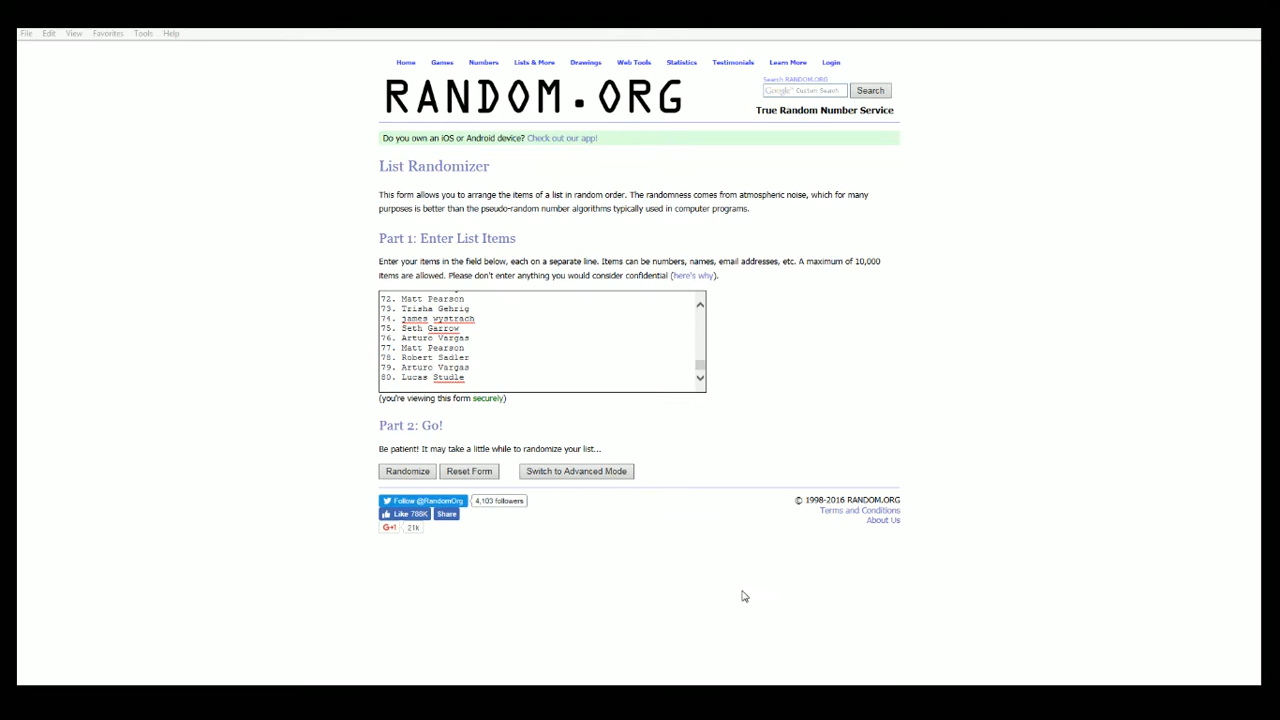 File Edit View Favorites Tools Help
Home Games Numbers Lists & More Drawings Web Tools Statistics Testimonials Learn More Login
RANDOM.ORG
Search RANDOM.ORG
Google™ Custom Search Search
True Random Number Service
Do you own an iOS or Android device? Check out our app!
List Randomizer
This form allows you to arrange the items of a list in random order. The randomness comes from atmospheric noise, which for many
purposes is better than the pseudo-random number algorithms typically used in computer programs.
Part 1: Enter List Items
Enter your items in the field below, each on a separate line. Items can be numbers, names, email addresses, etc. A maximum of 10,000
items are allowed. Please don't enter anything you would consider confidential (here's why).
72. Matt Pearson
73. Trisha Gehrig
74. james wystrach
75. Seth Garrow
76. Arturo Vargas
77. Matt Pearson
78. Robert Sadler
79. Arturo Vargas
80. Lucas Studle
(you're viewing this form securely)
Part 2: Go!
Be patient! It may take a little while to randomize your list...
Randomize Reset Form Switch to Advanced Mode
Follow @RandomOrg 4,103 followers
Like 788K Share
G+1 21k
© 1998-2016 RANDOM.ORG
Terms and Conditions
About Us